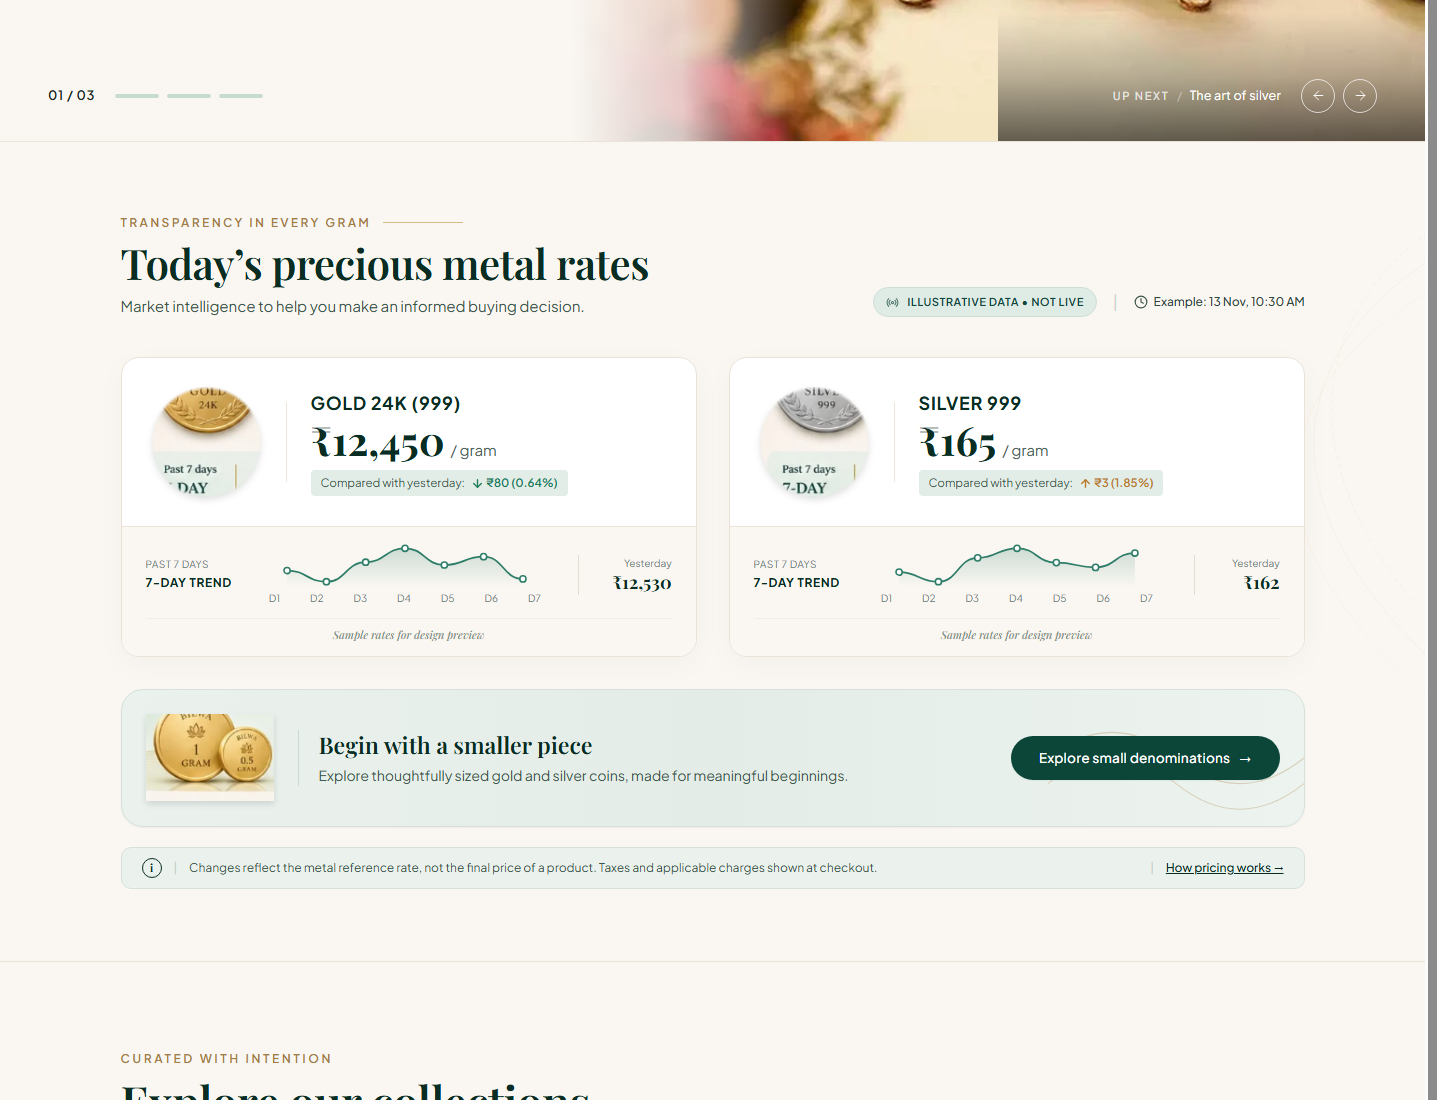 01 / 03
UP NEXT / The art of silver
TRANSPARENCY IN EVERY GRAM
Today’s precious metal rates
Market intelligence to help you make an informed buying decision.
ILLUSTRATIVE DATA • NOT LIVE
Example: 13 Nov, 10:30 AM
GOLD
24K
Past 7 days
DAY
GOLD 24K (999)
₹12,450 / gram
Compared with yesterday: ↓ ₹80 (0.64%)
PAST 7 DAYS
7-DAY TREND
D1 D2 D3 D4 D5 D6 D7
Yesterday
₹12,530
Sample rates for design preview
SILV
999
Past 7 days
7-DAY
SILVER 999
₹165 / gram
Compared with yesterday: ↑ ₹3 (1.85%)
PAST 7 DAYS
7-DAY TREND
D1 D2 D3 D4 D5 D6 D7
Yesterday
₹162
Sample rates for design preview
BILWA
1
GRAM
BILWA
0.5
GRAM
Begin with a smaller piece
Explore thoughtfully sized gold and silver coins, made for meaningful beginnings.
Explore small denominations →
i
Changes reflect the metal reference rate, not the final price of a product. Taxes and applicable charges shown at checkout.
How pricing works →
CURATED WITH INTENTION
Explore our collections